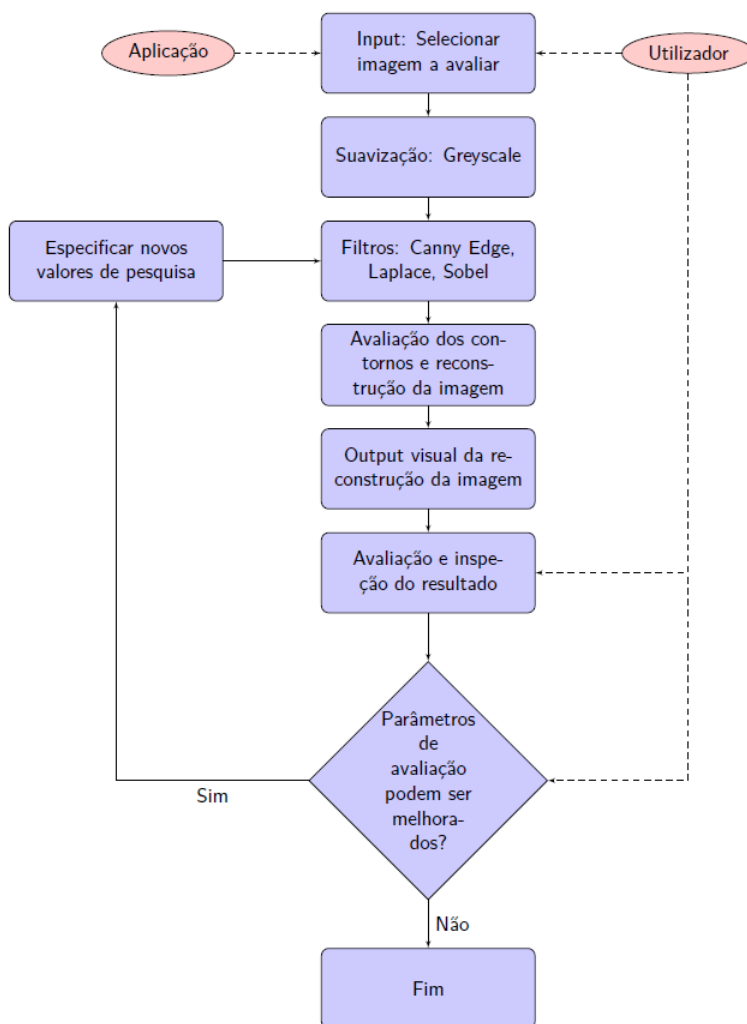 Aplicação
Input: Selecionar
imagem a avaliar
Utilizador
Suavização: Greyscale
Especificar novos
valores de pesquisa
Filtros: Canny Edge,
Laplace, Sobel
Avaliação dos con-
tornos e recons-
trução da imagem
Output visual da re-
construção da imagem
Avaliação e inspe-
ção do resultado
Parâmetros
de
avaliação
podem ser
melhora-
dos?
Sim
Não
Fim